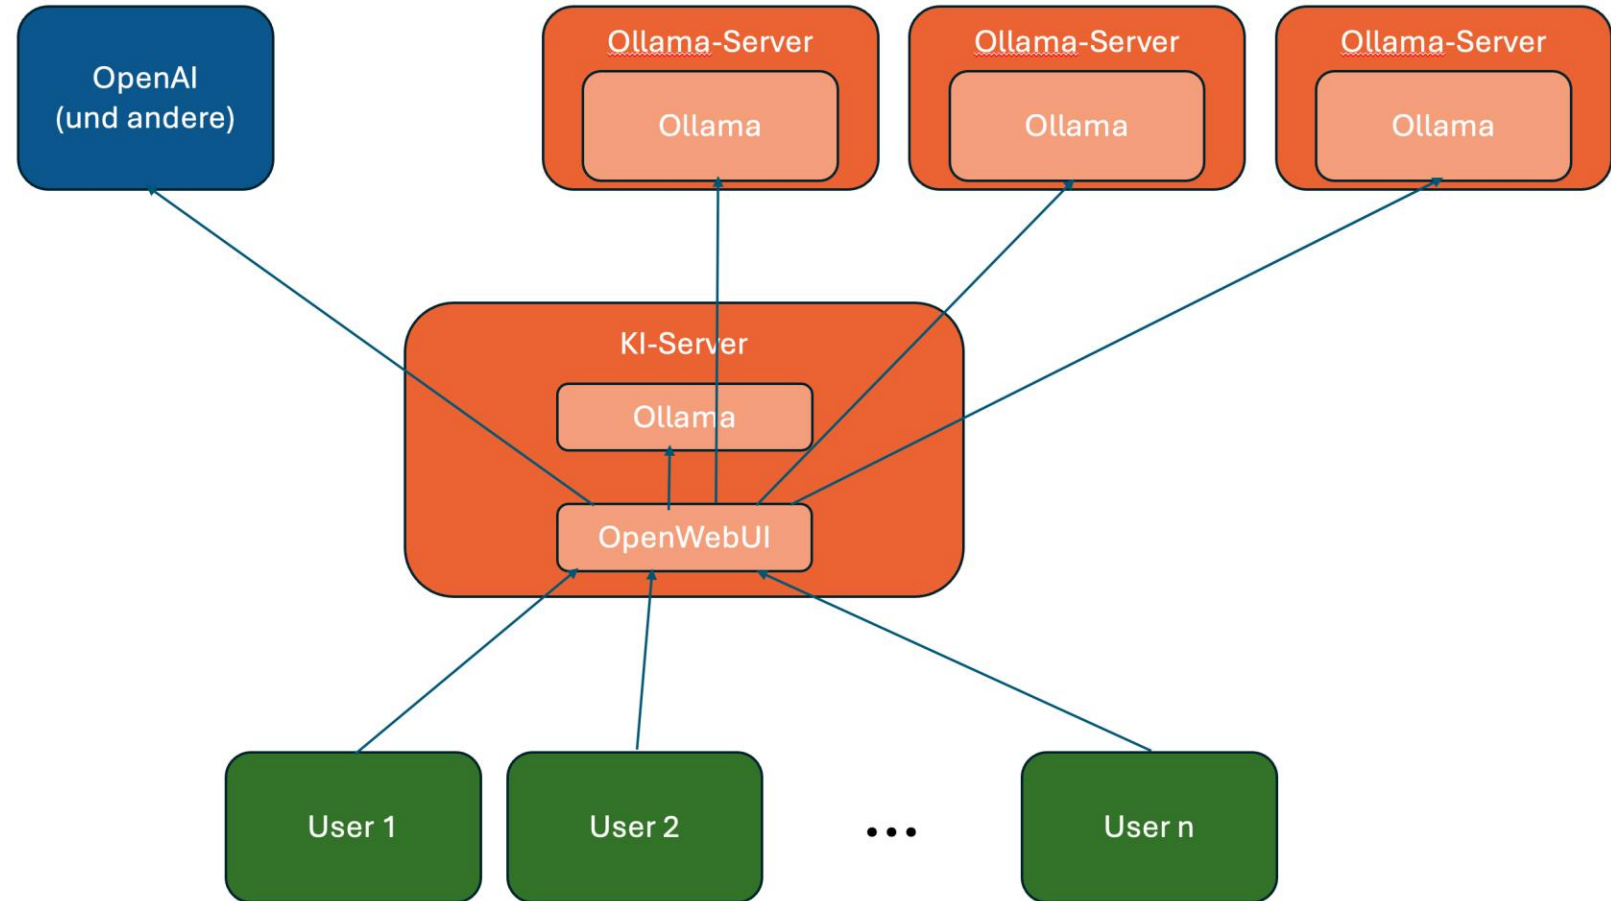 OpenAI
(und andere)
Ollama-Server
Ollama
Ollama-Server
Ollama
Ollama-Server
Ollama
KI-Server
Ollama
OpenWebUI
User 1
User 2
...
User n